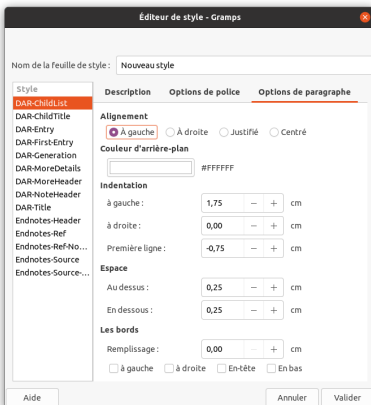 Éditeur de style - Gramps
Nom de la feuille de style : Nouveau style
Style
DAR-ChildList
DAR-ChildTitle
DAR-Entry
DAR-First-Entry
DAR-Generation
DAR-MoreDetails
DAR-MoreHeader
DAR-NoteHeader
DAR-Title
Endnotes-Header
Endnotes-Ref
Endnotes-Ref-No...
Endnotes-Source
Endnotes-Source-...
Description Options de police Options de paragraphe
Alignement
À gauche À droite Justifié Centré
Couleur d'arrière-plan
#FFFFFF
Indentation
à gauche : 1,75 − + cm
à droite : 0,00 − + cm
Première ligne : -0,75 − + cm
Espace
Au dessus : 0,25 − + cm
En dessous : 0,25 − + cm
Les bords
Remplissage : 0,00 − + cm
à gauche à droite En-tête En bas
Aide Annuler Valider